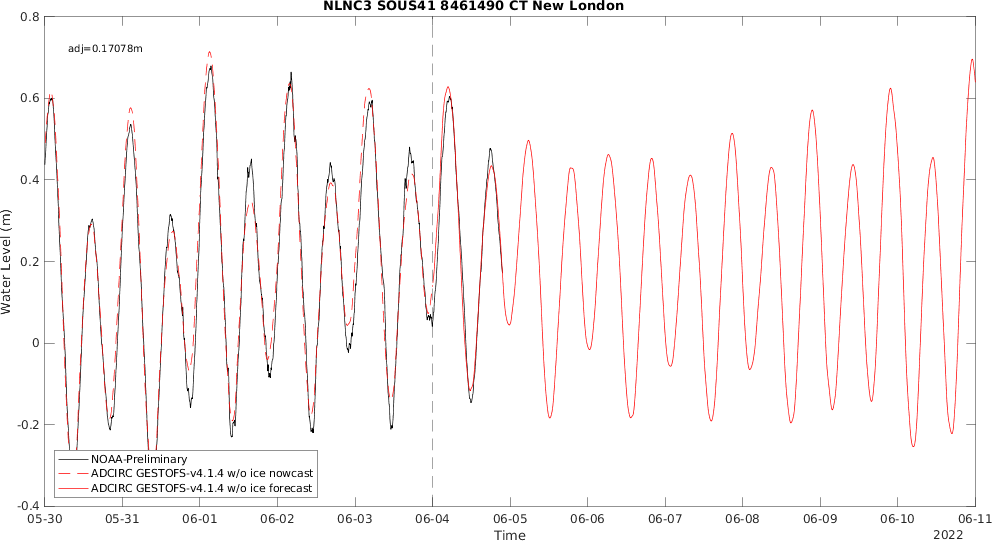 NLNC3 SOUS41 8461490 CT New London
adj=0.17078m
Water Level (m)
0.8
0.6
0.4
0.2
0
-0.2
-0.4
NOAA-Preliminary
ADCIRC GESTOFS-v4.1.4 w/o ice nowcast
ADCIRC GESTOFS-v4.1.4 w/o ice forecast
05-30 05-31 06-01 06-02 06-03 06-04 06-05 06-06 06-07 06-08 06-09 06-10 06-11
Time
2022